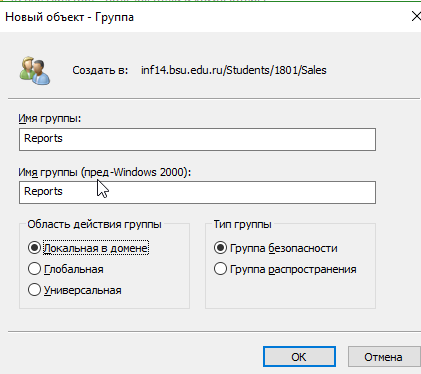 Новый объект - Группа
Создать в: inf14.bsu.edu.ru/Students/1801/Sales
Имя группы:
Reports
Имя группы (пред-Windows 2000):
Reports
Область действия группы
Локальная в домене
Глобальная
Универсальная
Тип группы
Группа безопасности
Группа распространения
ОК
Отмена